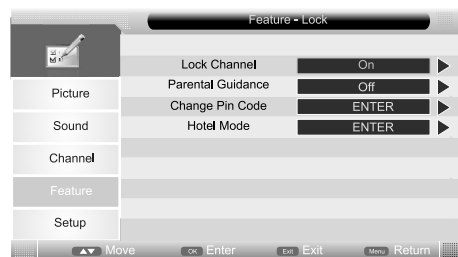 Feature - Lock
Lock Channel On
Parental Guidance Off
Change Pin Code ENTER
Hotel Mode ENTER
Picture
Sound
Channel
Feature
Setup
▲▼ Move OK Enter Exit Exit Menu Return